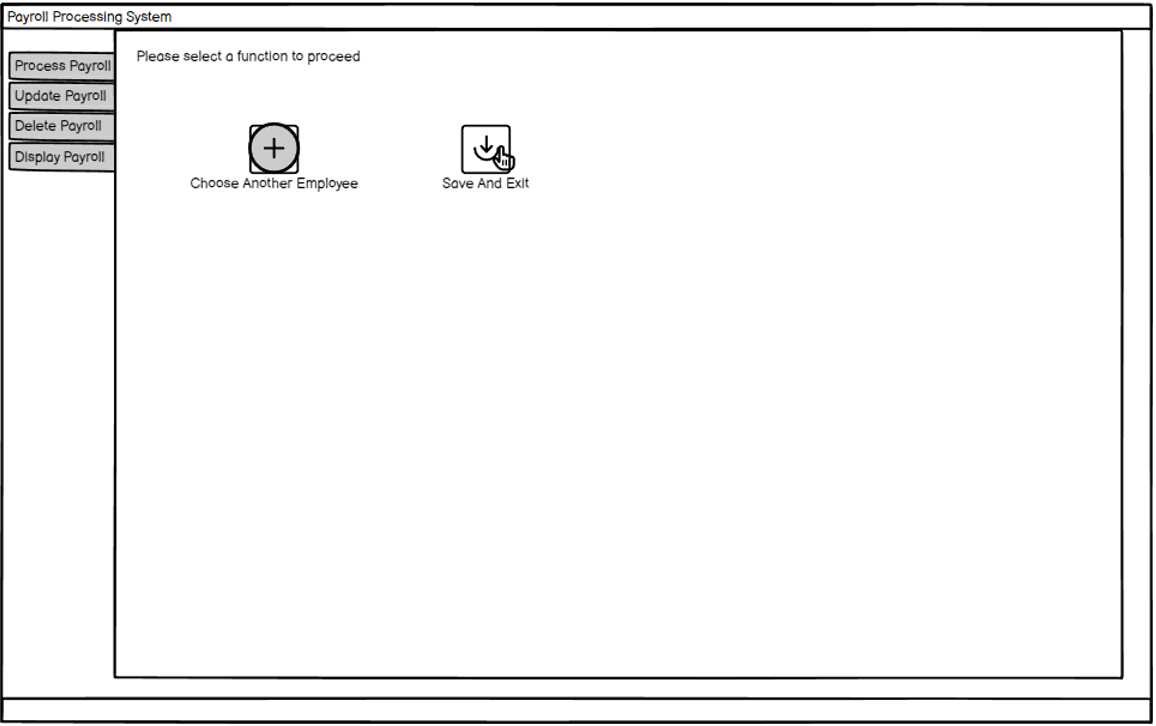 Payroll Processing System
Please select a function to proceed
Process Payroll
Update Payroll
Delete Payroll
Display Payroll
Choose Another Employee
Save And Exit